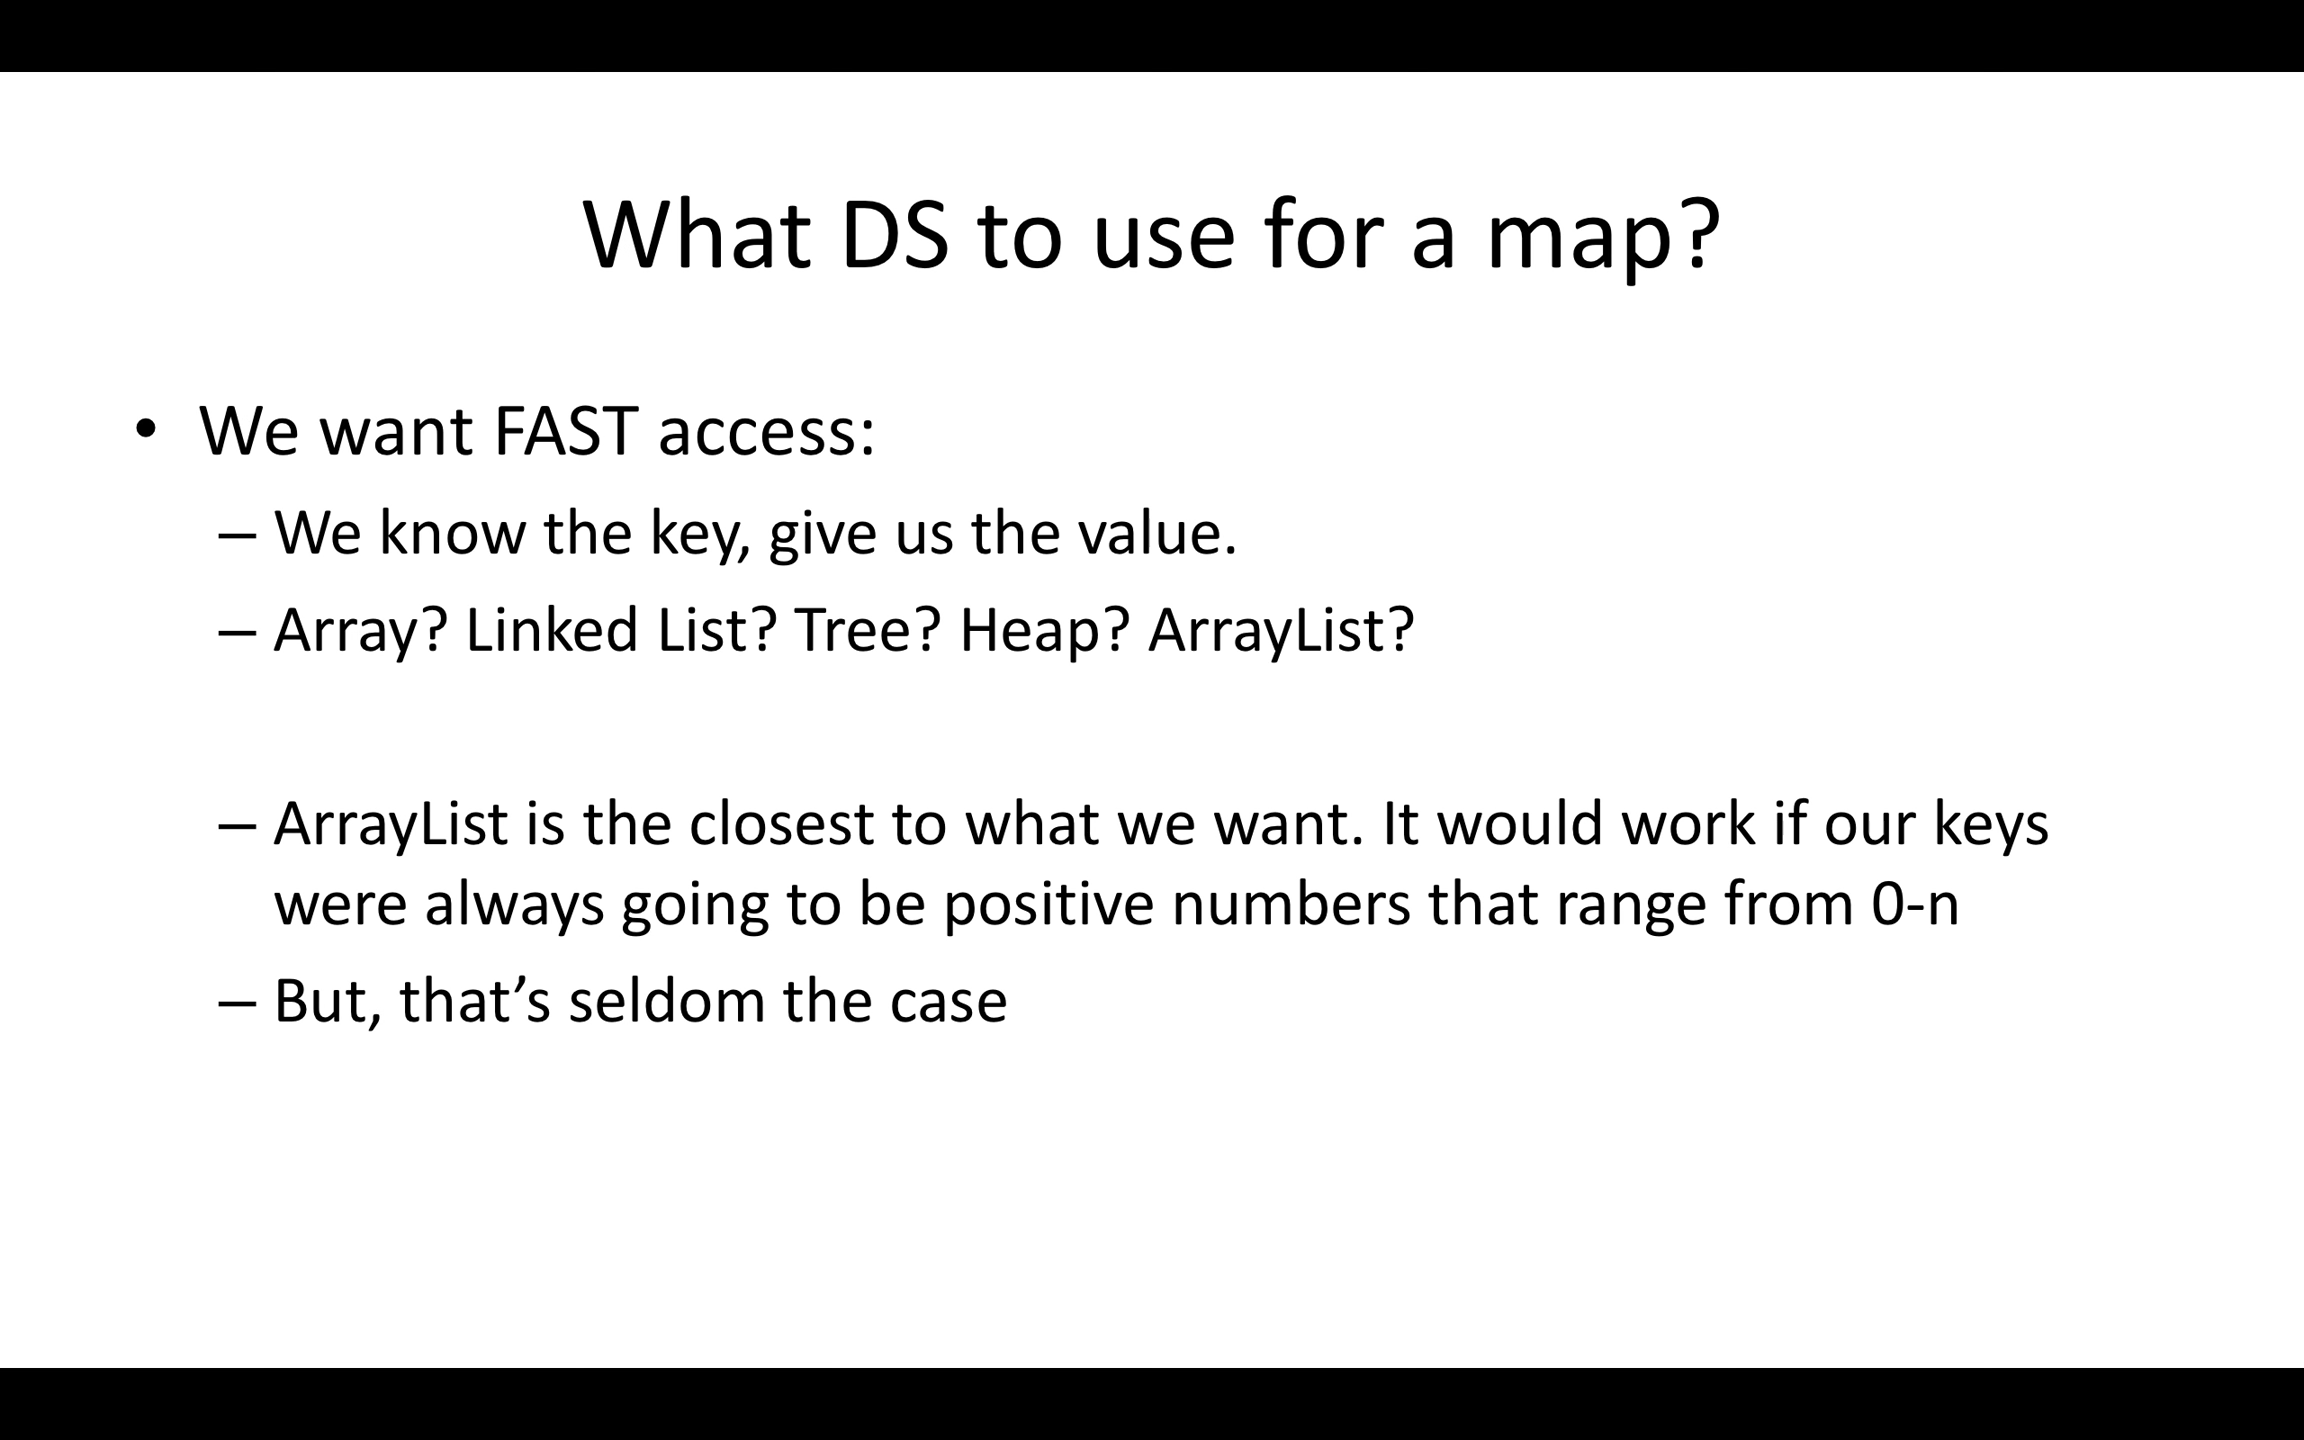 What DS to use for a map?
• We want FAST access:
– We know the key, give us the value.
– Array? Linked List? Tree? Heap? ArrayList?
– ArrayList is the closest to what we want. It would work if our keys
were always going to be positive numbers that range from 0-n
– But, that’s seldom the case